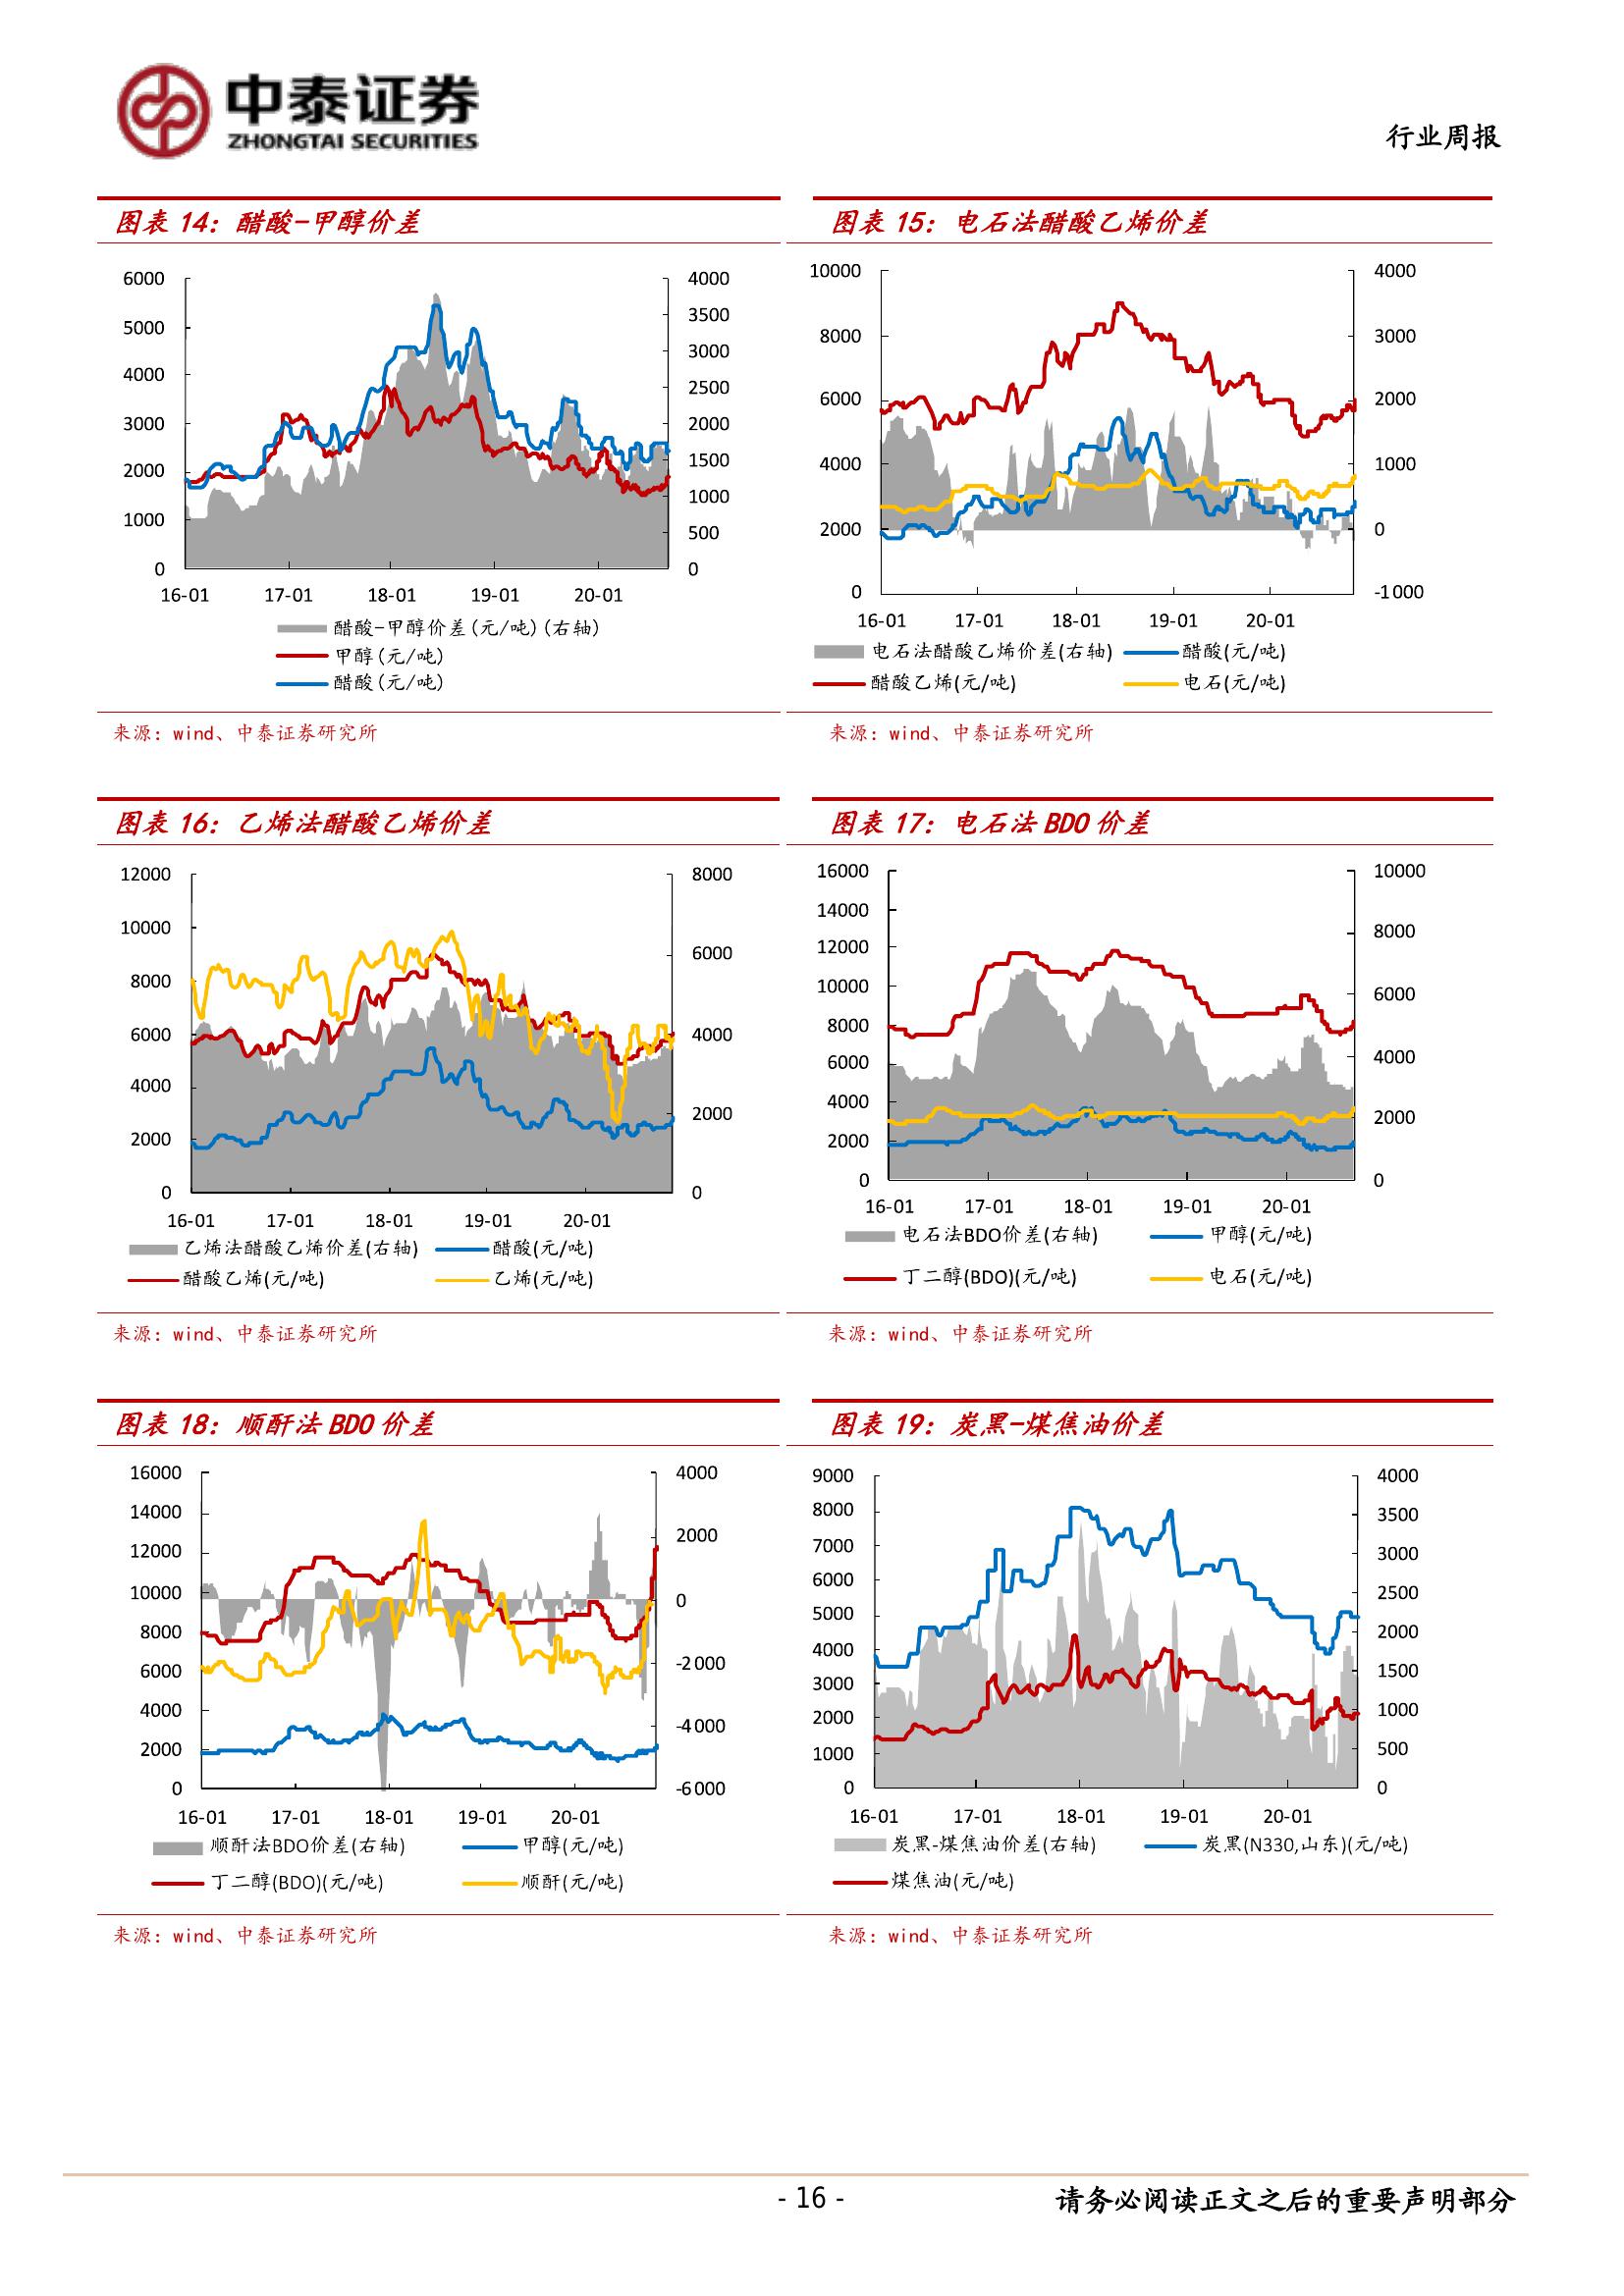 中泰证券
ZHONGTAI SECURITIES
行业周报
图表 14：醋酸-甲醇价差
6000
5000
4000
3000
2000
1000
0
4000
3500
3000
2500
2000
1500
1000
500
0
16-01 17-01 18-01 19-01 20-01
醋酸-甲醇价差(元/吨)(右轴)
甲醇(元/吨)
醋酸(元/吨)
来源：wind、中泰证券研究所
图表 15：电石法醋酸乙烯价差
10000
8000
6000
4000
2000
0
4000
3000
2000
1000
0
-1000
16-01 17-01 18-01 19-01 20-01
电石法醋酸乙烯价差(右轴) 醋酸(元/吨)
醋酸乙烯(元/吨) 电石(元/吨)
来源：wind、中泰证券研究所
图表 16：乙烯法醋酸乙烯价差
12000
10000
8000
6000
4000
2000
0
8000
6000
4000
2000
0
16-01 17-01 18-01 19-01 20-01
乙烯法醋酸乙烯价差(右轴) 醋酸(元/吨)
醋酸乙烯(元/吨) 乙烯(元/吨)
来源：wind、中泰证券研究所
图表 17：电石法 BDO 价差
16000
14000
12000
10000
8000
6000
4000
2000
0
10000
8000
6000
4000
2000
0
16-01 17-01 18-01 19-01 20-01
电石法BDO价差(右轴) 甲醇(元/吨)
丁二醇(BDO)(元/吨) 电石(元/吨)
来源：wind、中泰证券研究所
图表 18：顺酐法 BDO 价差
16000
14000
12000
10000
8000
6000
4000
2000
0
4000
2000
0
-2000
-4000
-6000
16-01 17-01 18-01 19-01 20-01
顺酐法BDO价差(右轴) 甲醇(元/吨)
丁二醇(BDO)(元/吨) 顺酐(元/吨)
来源：wind、中泰证券研究所
图表 19：炭黑-煤焦油价差
9000
8000
7000
6000
5000
4000
3000
2000
1000
0
4000
3500
3000
2500
2000
1500
1000
500
0
16-01 17-01 18-01 19-01 20-01
炭黑-煤焦油价差(右轴) 炭黑(N330,山东)(元/吨)
煤焦油(元/吨)
来源：wind、中泰证券研究所
- 16 -
请务必阅读正文之后的重要声明部分